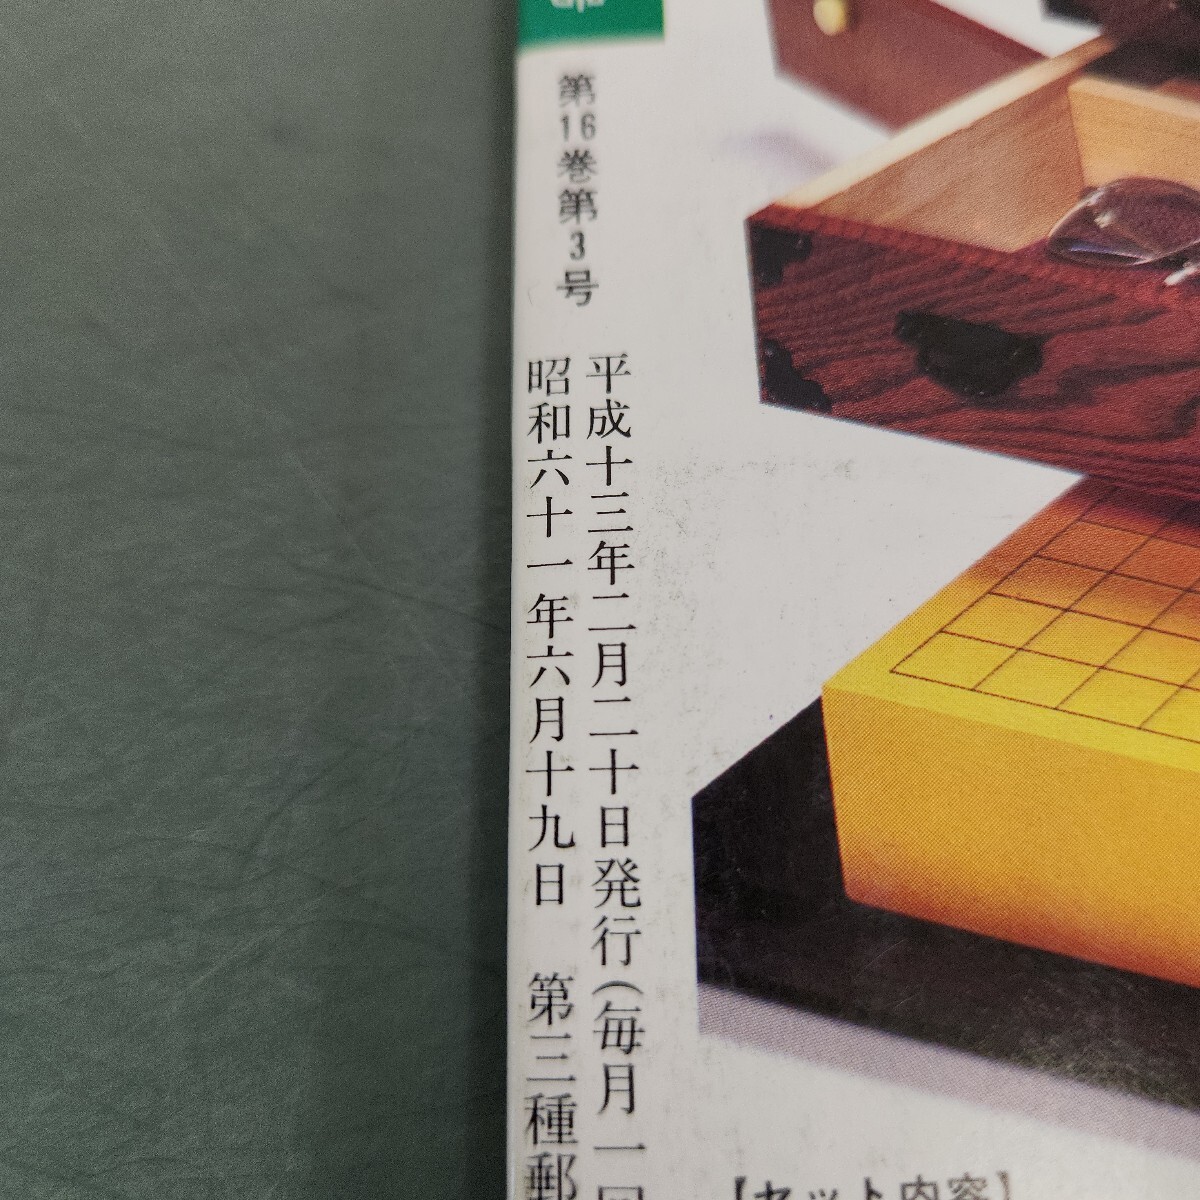 第16巻第3号
平成十三年二月二十日発行(毎月一回
昭和六十一年六月十九日 第三種郵
【セット内容】